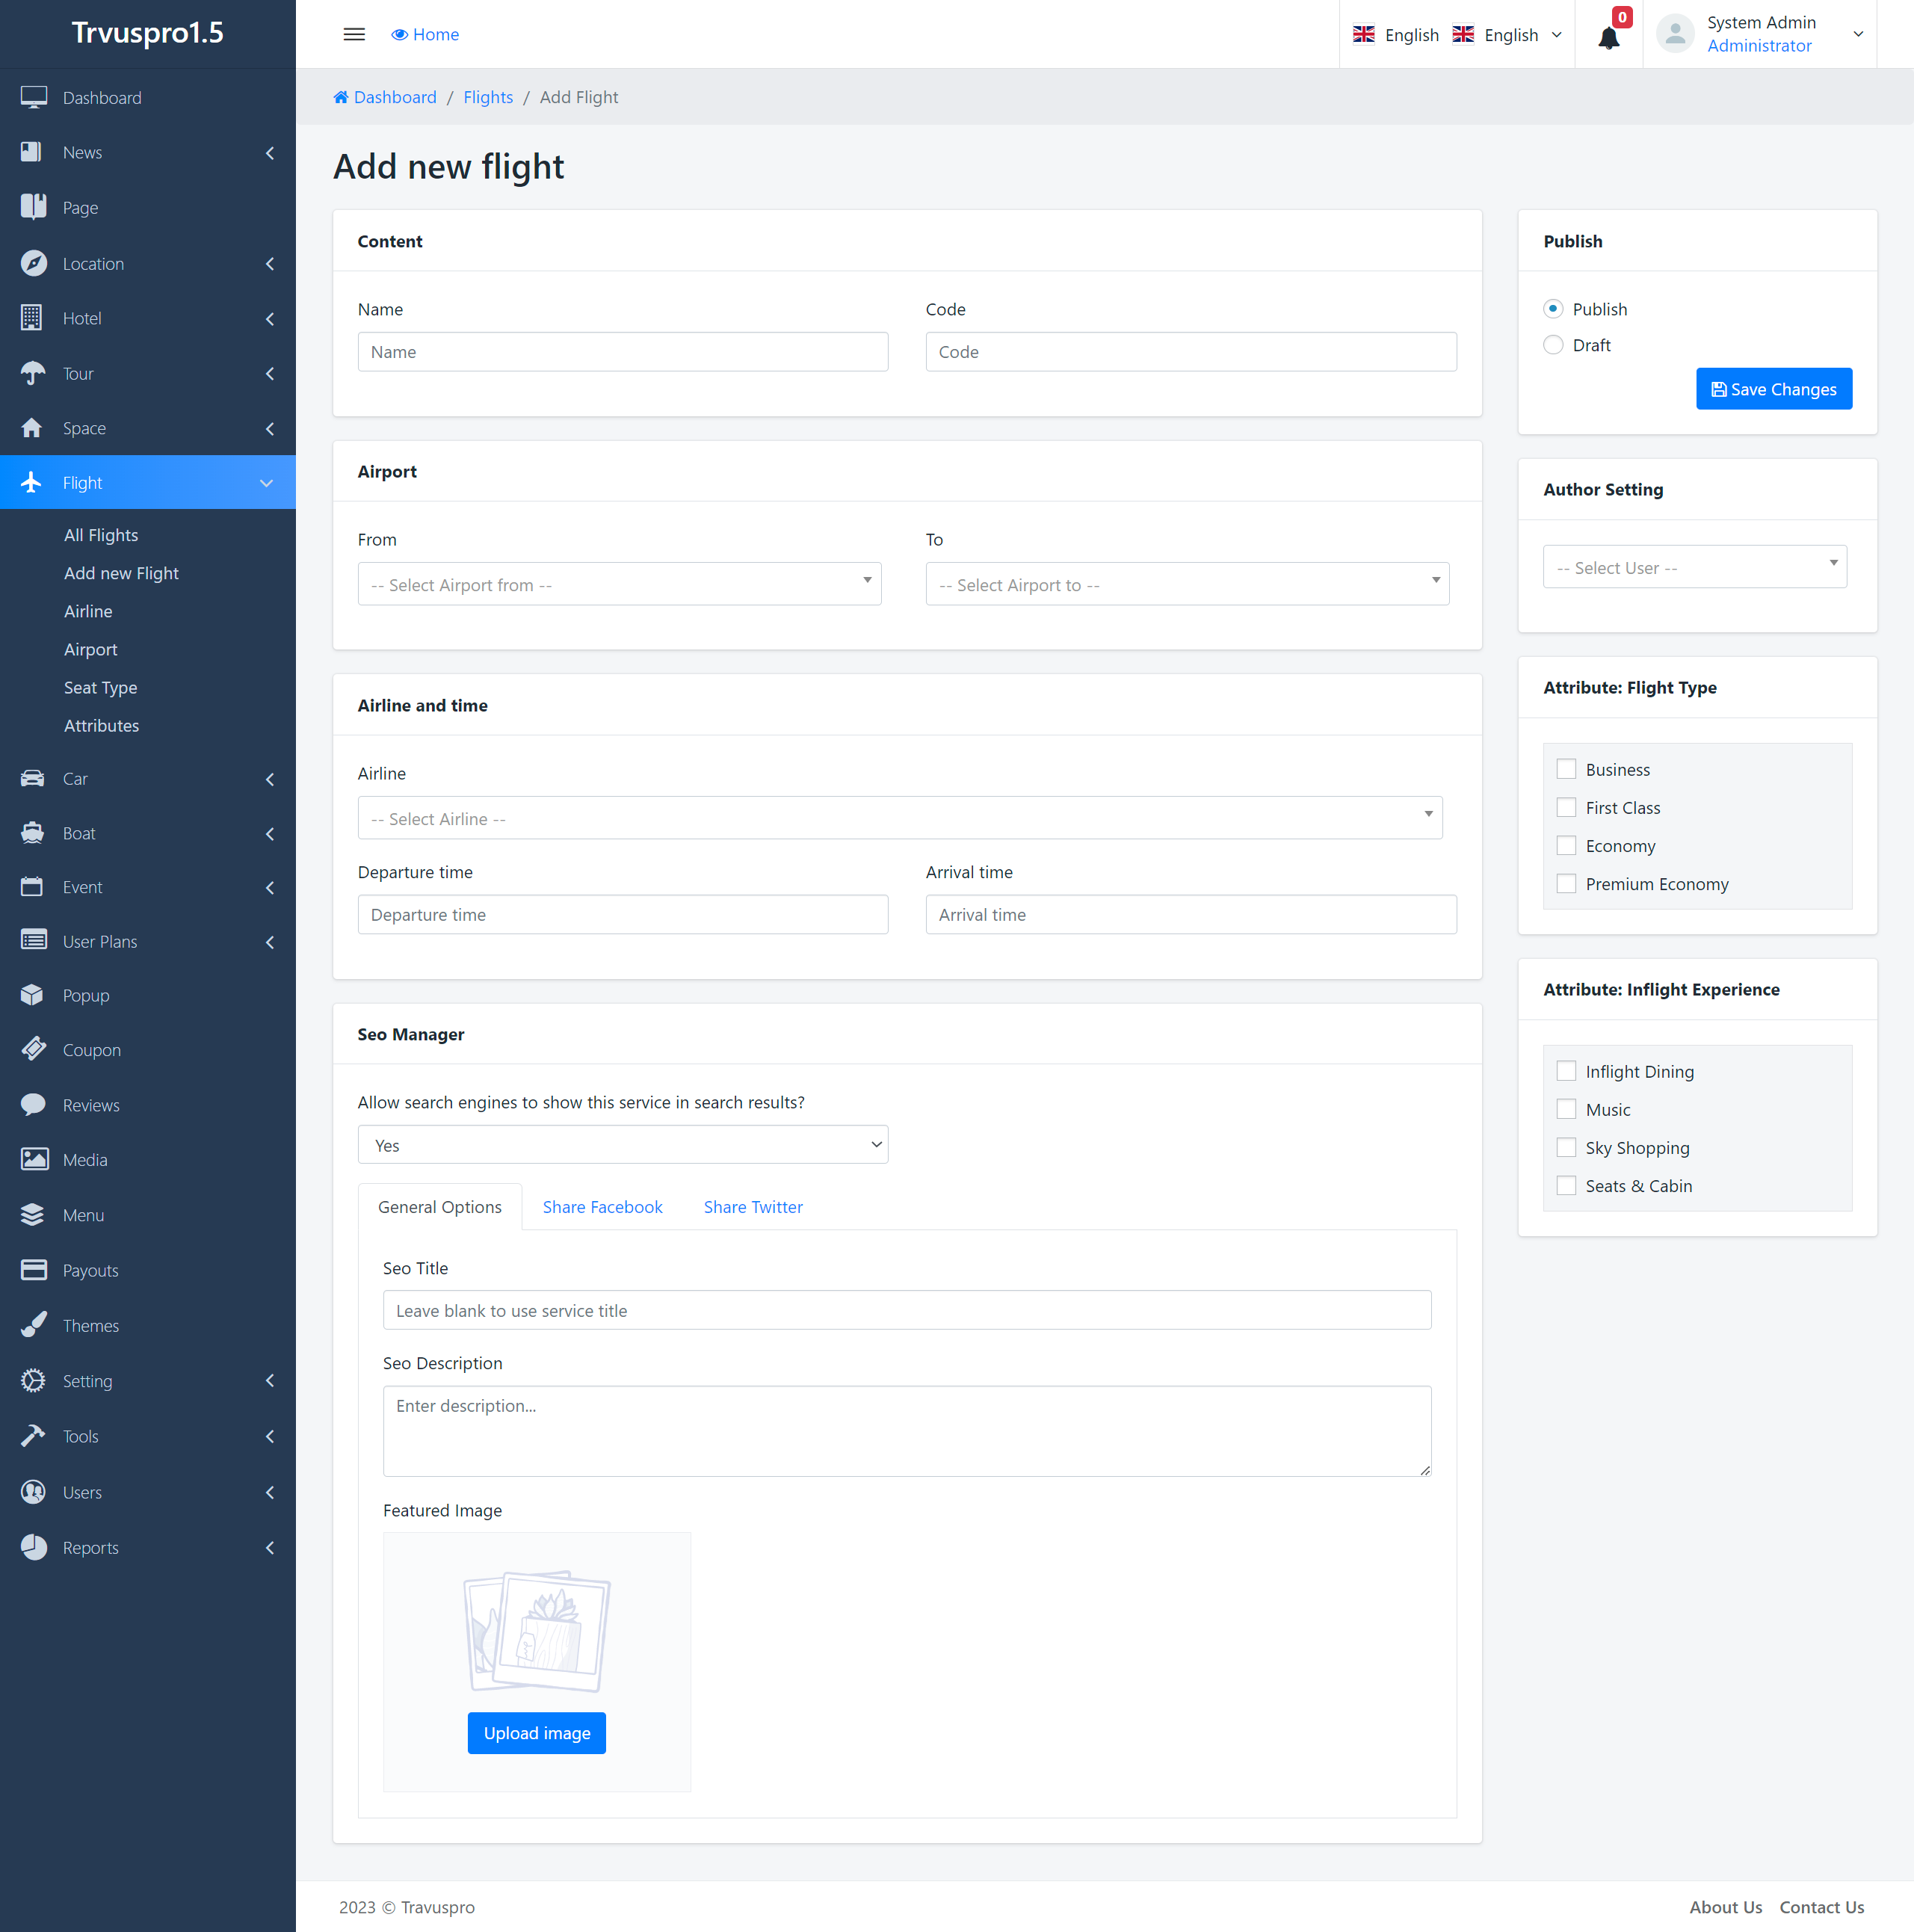 Trvuspro1.5
Dashboard
News
Page
Location
Hotel
Tour
Space
Flight
All Flights
Add new Flight
Airline
Airport
Seat Type
Attributes
Car
Boat
Event
User Plans
Popup
Coupon
Reviews
Media
Menu
Payouts
Themes
Setting
Tools
Users
Reports
Home
English English
0
System Admin
Administrator
Dashboard / Flights / Add Flight
Add new flight
Content
Name
Name
Code
Code
Airport
From
-- Select Airport from --
To
-- Select Airport to --
Airline and time
Airline
-- Select Airline --
Departure time
Departure time
Arrival time
Arrival time
Seo Manager
Allow search engines to show this service in search results?
Yes
General Options Share Facebook Share Twitter
Seo Title
Leave blank to use service title
Seo Description
Enter description...
Featured Image
Upload image
Publish
Publish
Draft
Save Changes
Author Setting
-- Select User --
Attribute: Flight Type
Business
First Class
Economy
Premium Economy
Attribute: Inflight Experience
Inflight Dining
Music
Sky Shopping
Seats & Cabin
2023 © Travuspro
About Us Contact Us